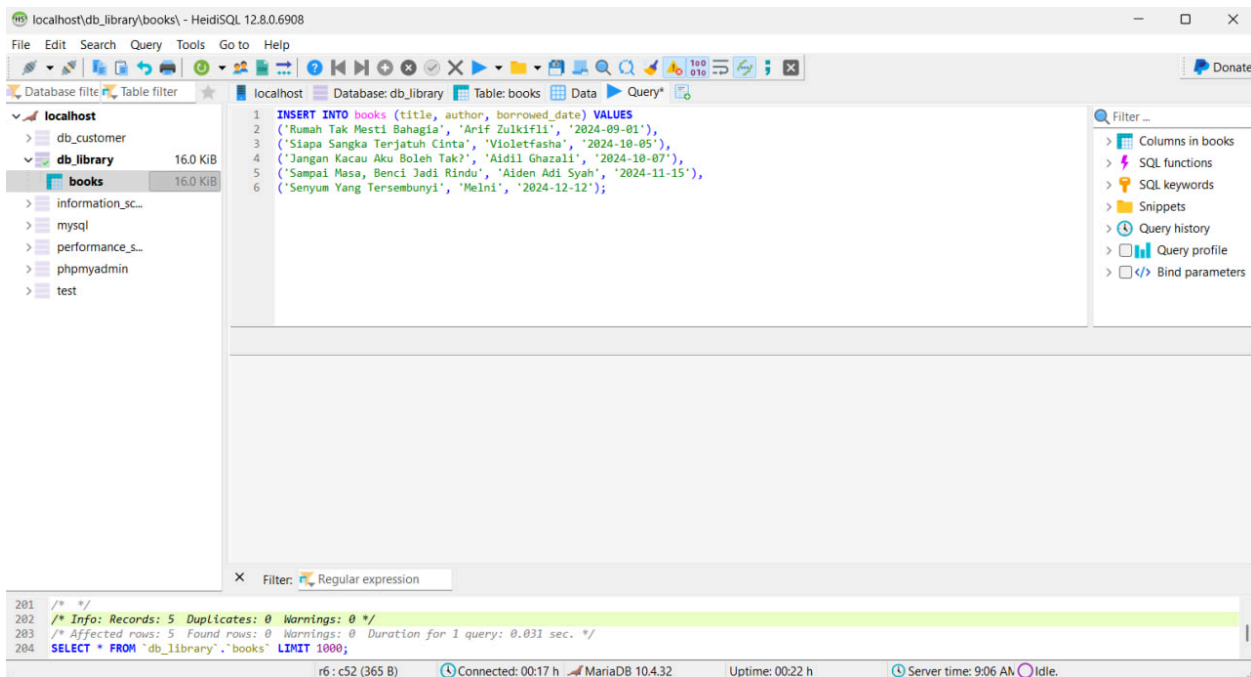 localhost\db_library\books\ - HeidiSQL 12.8.0.6908
File Edit Search Query Tools Go to Help
Donate
Database filte Table filter
localhost Database: db_library Table: books Data Query*
localhost
db_customer
db_library 16.0 KiB
books 16.0 KiB
information_sc...
mysql
performance_s...
phpmyadmin
test
1 INSERT INTO books (title, author, borrowed_date) VALUES
2 ('Rumah Tak Mesti Bahagia', 'Arif Zulkifli', '2024-09-01'),
3 ('Siapa Sangka Terjatuh Cinta', 'Violetfasha', '2024-10-05'),
4 ('Jangan Kacau Aku Boleh Tak?', 'Aidil Ghazali', '2024-10-07'),
5 ('Sampai Masa, Benci Jadi Rindu', 'Aiden Adi Syah', '2024-11-15'),
6 ('Senyum Yang Tersembunyi', 'Melni', '2024-12-12');
Filter ...
Columns in books
SQL functions
SQL keywords
Snippets
Query history
Query profile
Bind parameters
Filter: Regular expression
201 /* */
202 /* Info: Records: 5 Duplicates: 0 Warnings: 0 */
203 /* Affected rows: 5 Found rows: 0 Warnings: 0 Duration for 1 query: 0.031 sec. */
204 SELECT * FROM `db_library`.`books` LIMIT 1000;
r6 : c52 (365 B) Connected: 00:17 h MariaDB 10.4.32 Uptime: 00:22 h Server time: 9:06 AM Idle.